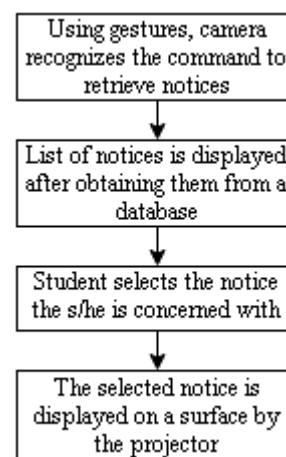 Using gestures, camera
recognizes the command to
retrieve notices
List of notices is displayed
after obtaining them from a
database
Student selects the notice
the s/he is concerned with
The selected notice is
displayed on a surface by
the projector